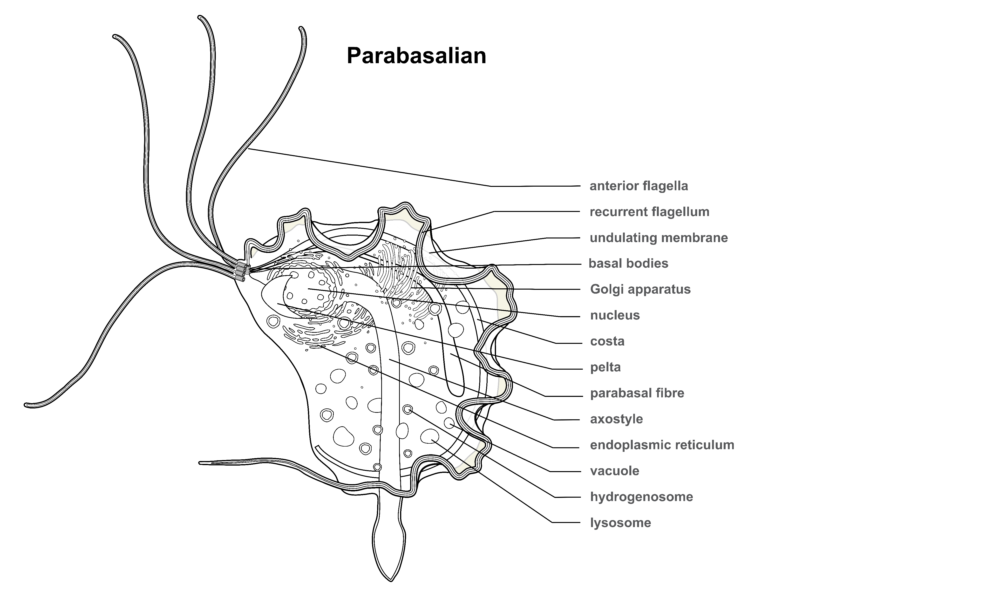 Parabasalian
anterior flagella
recurrent flagellum
undulating membrane
basal bodies
Golgi apparatus
nucleus
costa
pelta
parabasal fibre
axostyle
endoplasmic reticulum
vacuole
hydrogenosome
lysosome